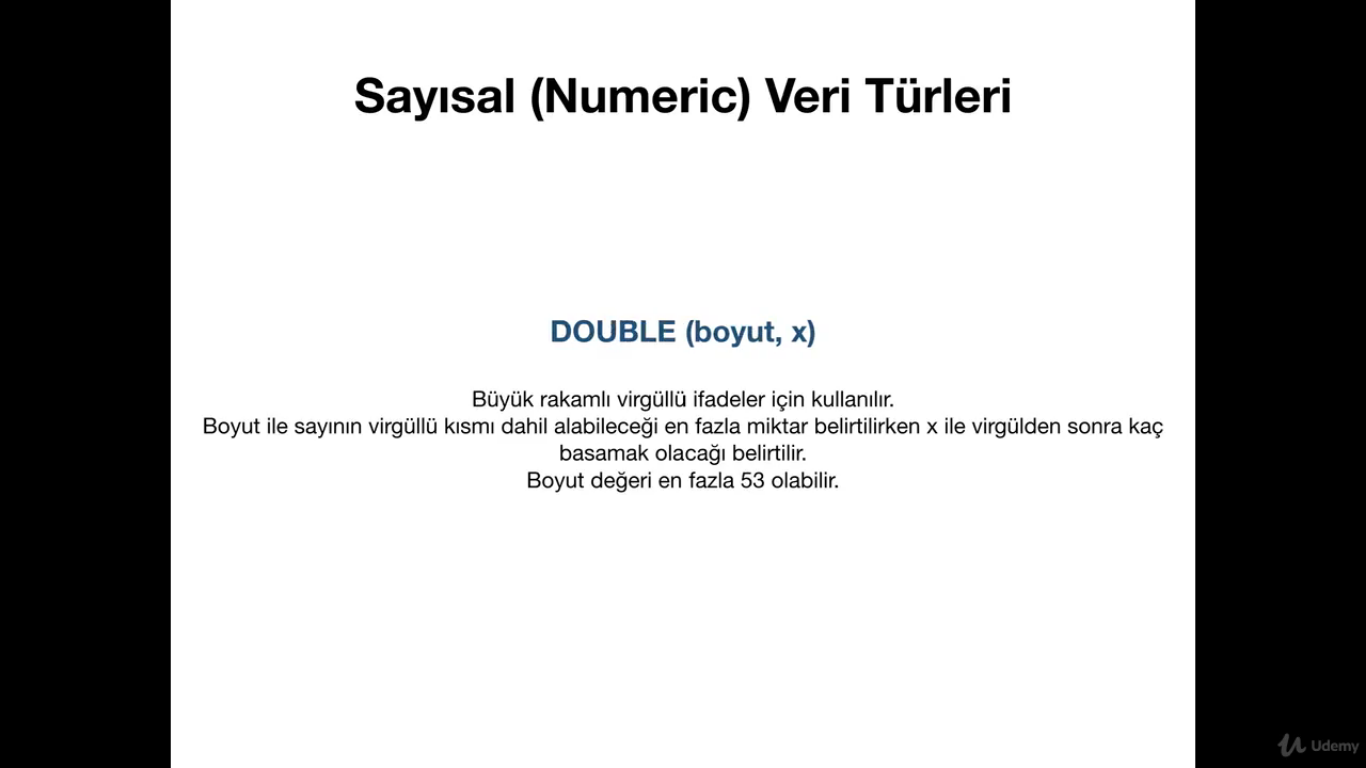 Sayısal (Numeric) Veri Türleri
DOUBLE (boyut, x)
Büyük rakamlı virgüllü ifadeler için kullanılır.
Boyut ile sayının virgüllü kısmı dahil alabileceği en fazla miktar belirtilirken x ile virgülden sonra kaç
basamak olacağı belirtilir.
Boyut değeri en fazla 53 olabilir.
Udemy